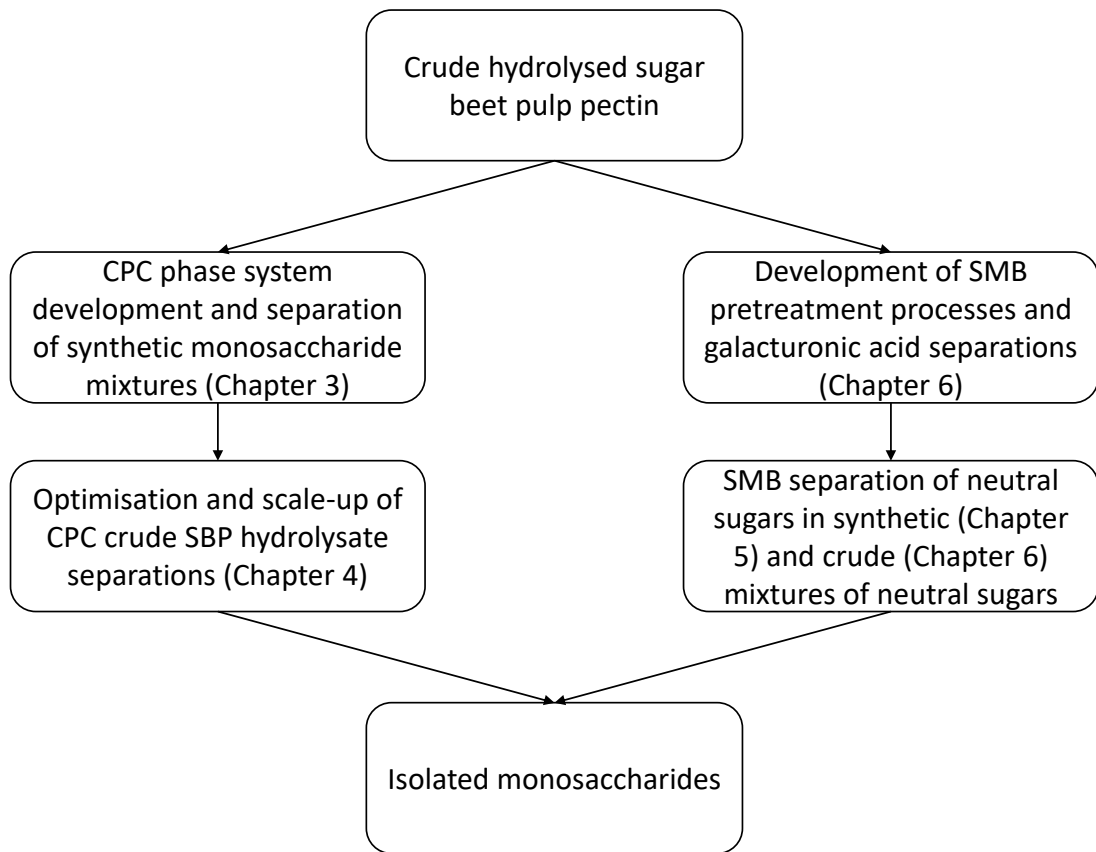 Crude hydrolysed sugar
beet pulp pectin
CPC phase system
development and separation
of synthetic monosaccharide
mixtures (Chapter 3)
Development of SMB
pretreatment processes and
galacturonic acid separations
(Chapter 6)
Optimisation and scale-up of
CPC crude SBP hydrolysate
separations (Chapter 4)
SMB separation of neutral
sugars in synthetic (Chapter
5) and crude (Chapter 6)
mixtures of neutral sugars
Isolated monosaccharides